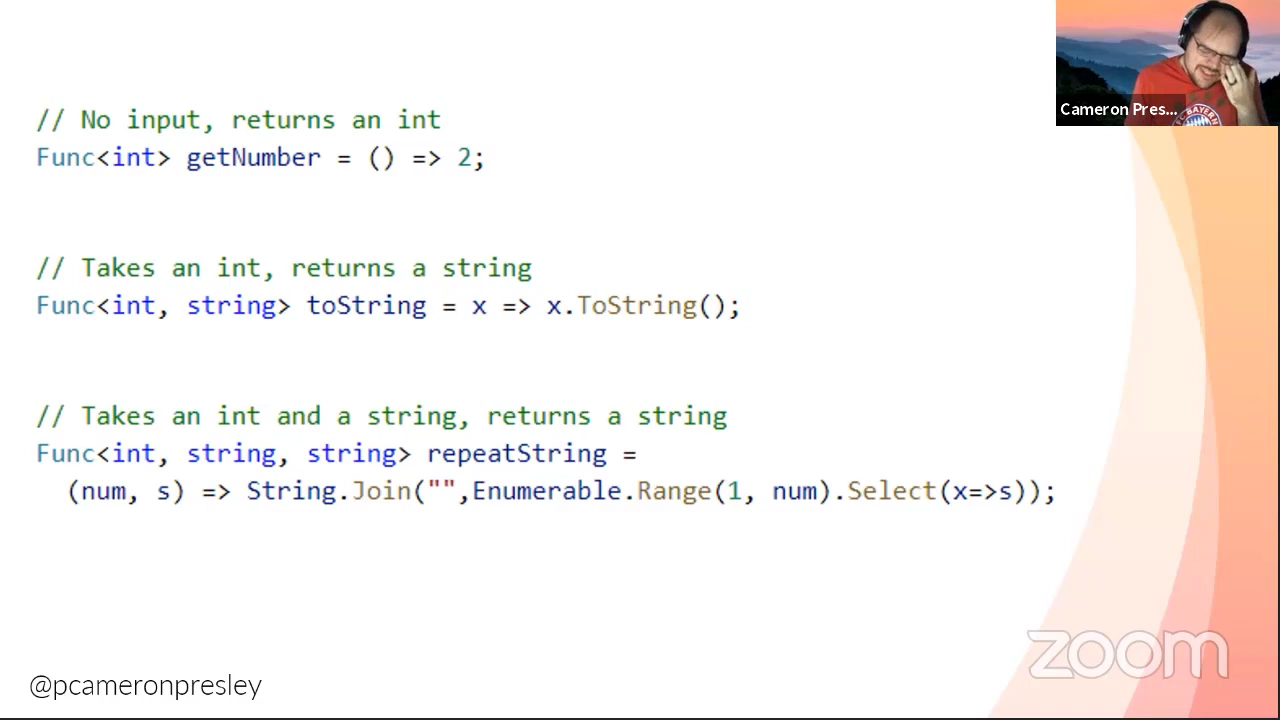 // No input, returns an int
Func<int> getNumber = () => 2;
// Takes an int, returns a string
Func<int, string> toString = x => x.ToString();
// Takes an int and a string, returns a string
Func<int, string, string> repeatString =
(num, s) => String.Join("",Enumerable.Range(1, num).Select(x=>s));
@pcameronpresley
Cameron Pres...
FC BAYERN
zoom